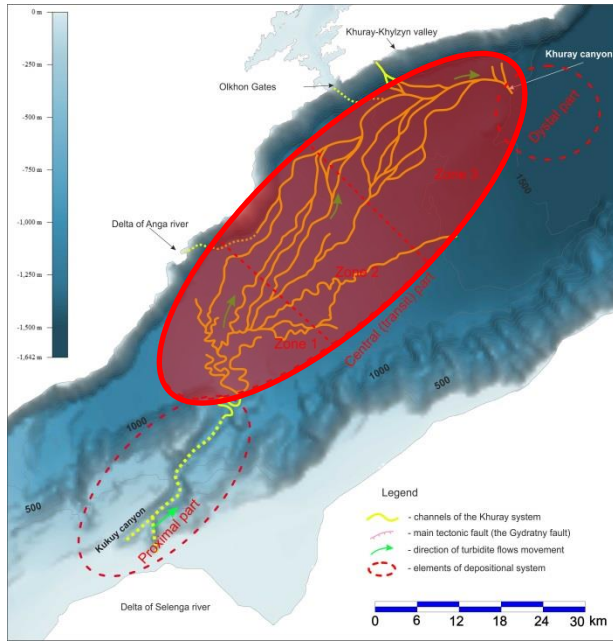 -0 m
-250
-500
-750
-1,000
-1,250
-1,500
-1,642 m
Khuray-Khylzyn valley
Olkhon Gates
Khuray canyon
Dystal part
Zone 3
1500
Delta of Anga river
Zone 2
Central (transit) part
Zone 1
1000
500
1000
500
Kukuy canyon
Proximal part
Delta of Selenga river
Legend
- channels of the Khuray system
- main tectonic fault (the Gydratny fault)
- direction of turbidite flows movement
- elements of depositional system
0 6 12 18 24 30 km